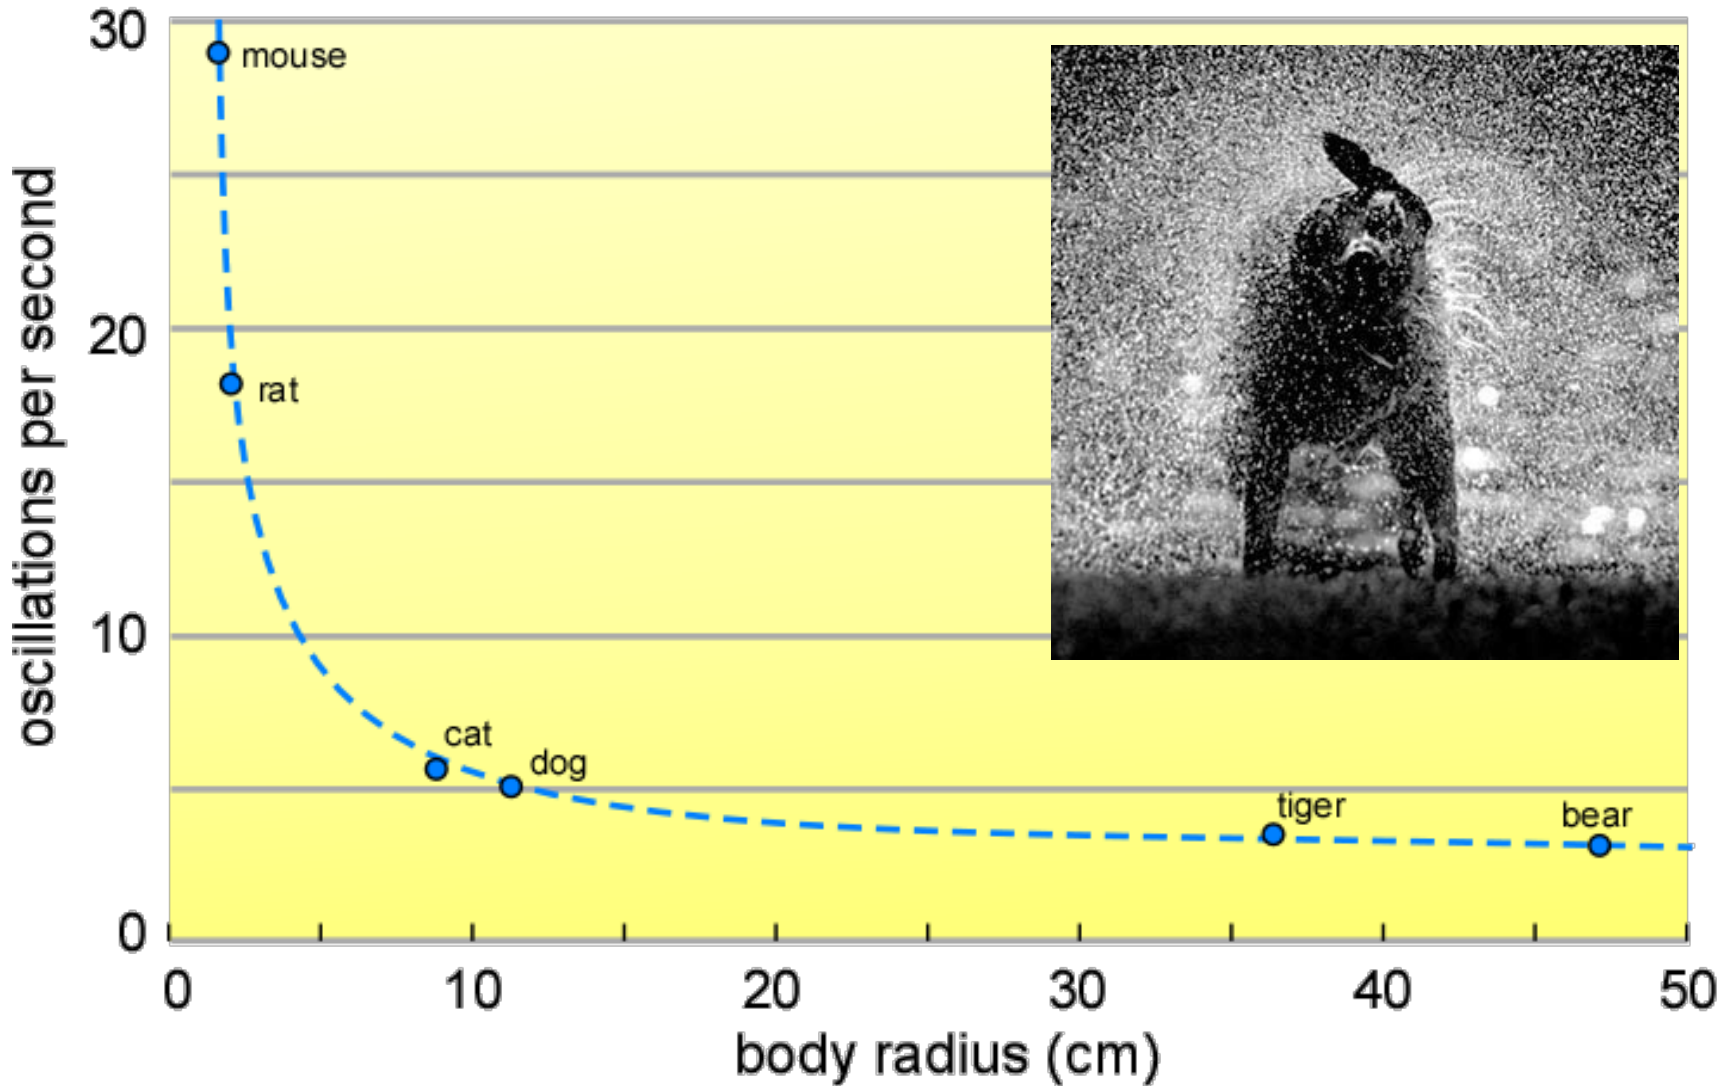 30
mouse
20
rat
10
cat
dog
tiger
bear
0
0 10 20 30 40 50
body radius (cm)
oscillations per second